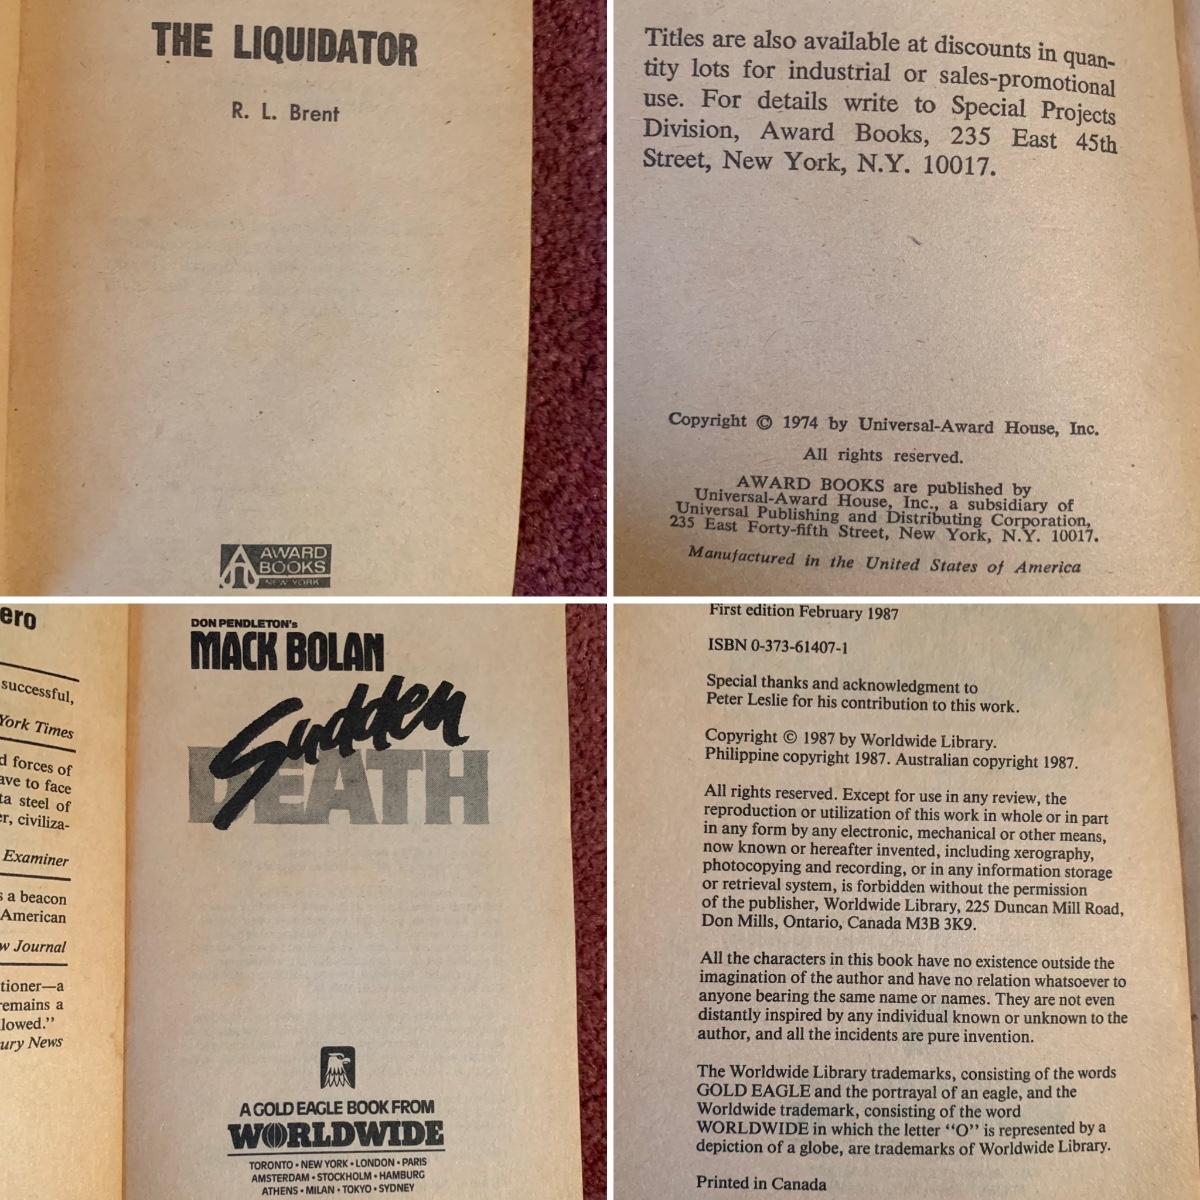 THE LIQUIDATOR
R. L. Brent
AWARD
BOOKS
NEW YORK
Titles are also available at discounts in quan-
tity lots for industrial or sales-promotional
use. For details write to Special Projects
Division, Award Books, 235 East 45th
Street, New York, N.Y. 10017.
Copyright © 1974 by Universal-Award House, Inc.
All rights reserved.
AWARD BOOKS are published by
Universal-Award House, Inc., a subsidiary of
Universal Publishing and Distributing Corporation,
235 East Forty-fifth Street, New York, N.Y. 10017.
Manufactured in the United States of America
ero
successful,
York Times
d forces of
ave to face
ta steel of
er, civiliza-
Examiner
s a beacon
American
w Journal
tioner—a
remains a
lowed.”
ury News
DON PENDLETON's
MACK BOLAN
Sudden
DEATH
A GOLD EAGLE BOOK FROM
WORLDWIDE
TORONTO • NEW YORK • LONDON • PARIS
AMSTERDAM • STOCKHOLM • HAMBURG
ATHENS • MILAN • TOKYO • SYDNEY
First edition February 1987
ISBN 0-373-61407-1
Special thanks and acknowledgment to
Peter Leslie for his contribution to this work.
Copyright © 1987 by Worldwide Library.
Philippine copyright 1987. Australian copyright 1987.
All rights reserved. Except for use in any review, the
reproduction or utilization of this work in whole or in part
in any form by any electronic, mechanical or other means,
now known or hereafter invented, including xerography,
photocopying and recording, or in any information storage
or retrieval system, is forbidden without the permission
of the publisher, Worldwide Library, 225 Duncan Mill Road,
Don Mills, Ontario, Canada M3B 3K9.
All the characters in this book have no existence outside the
imagination of the author and have no relation whatsoever to
anyone bearing the same name or names. They are not even
distantly inspired by any individual known or unknown to the
author, and all the incidents are pure invention.
The Worldwide Library trademarks, consisting of the words
GOLD EAGLE and the portrayal of an eagle, and the
Worldwide trademark, consisting of the word
WORLDWIDE in which the letter “O” is represented by a
depiction of a globe, are trademarks of Worldwide Library.
Printed in Canada